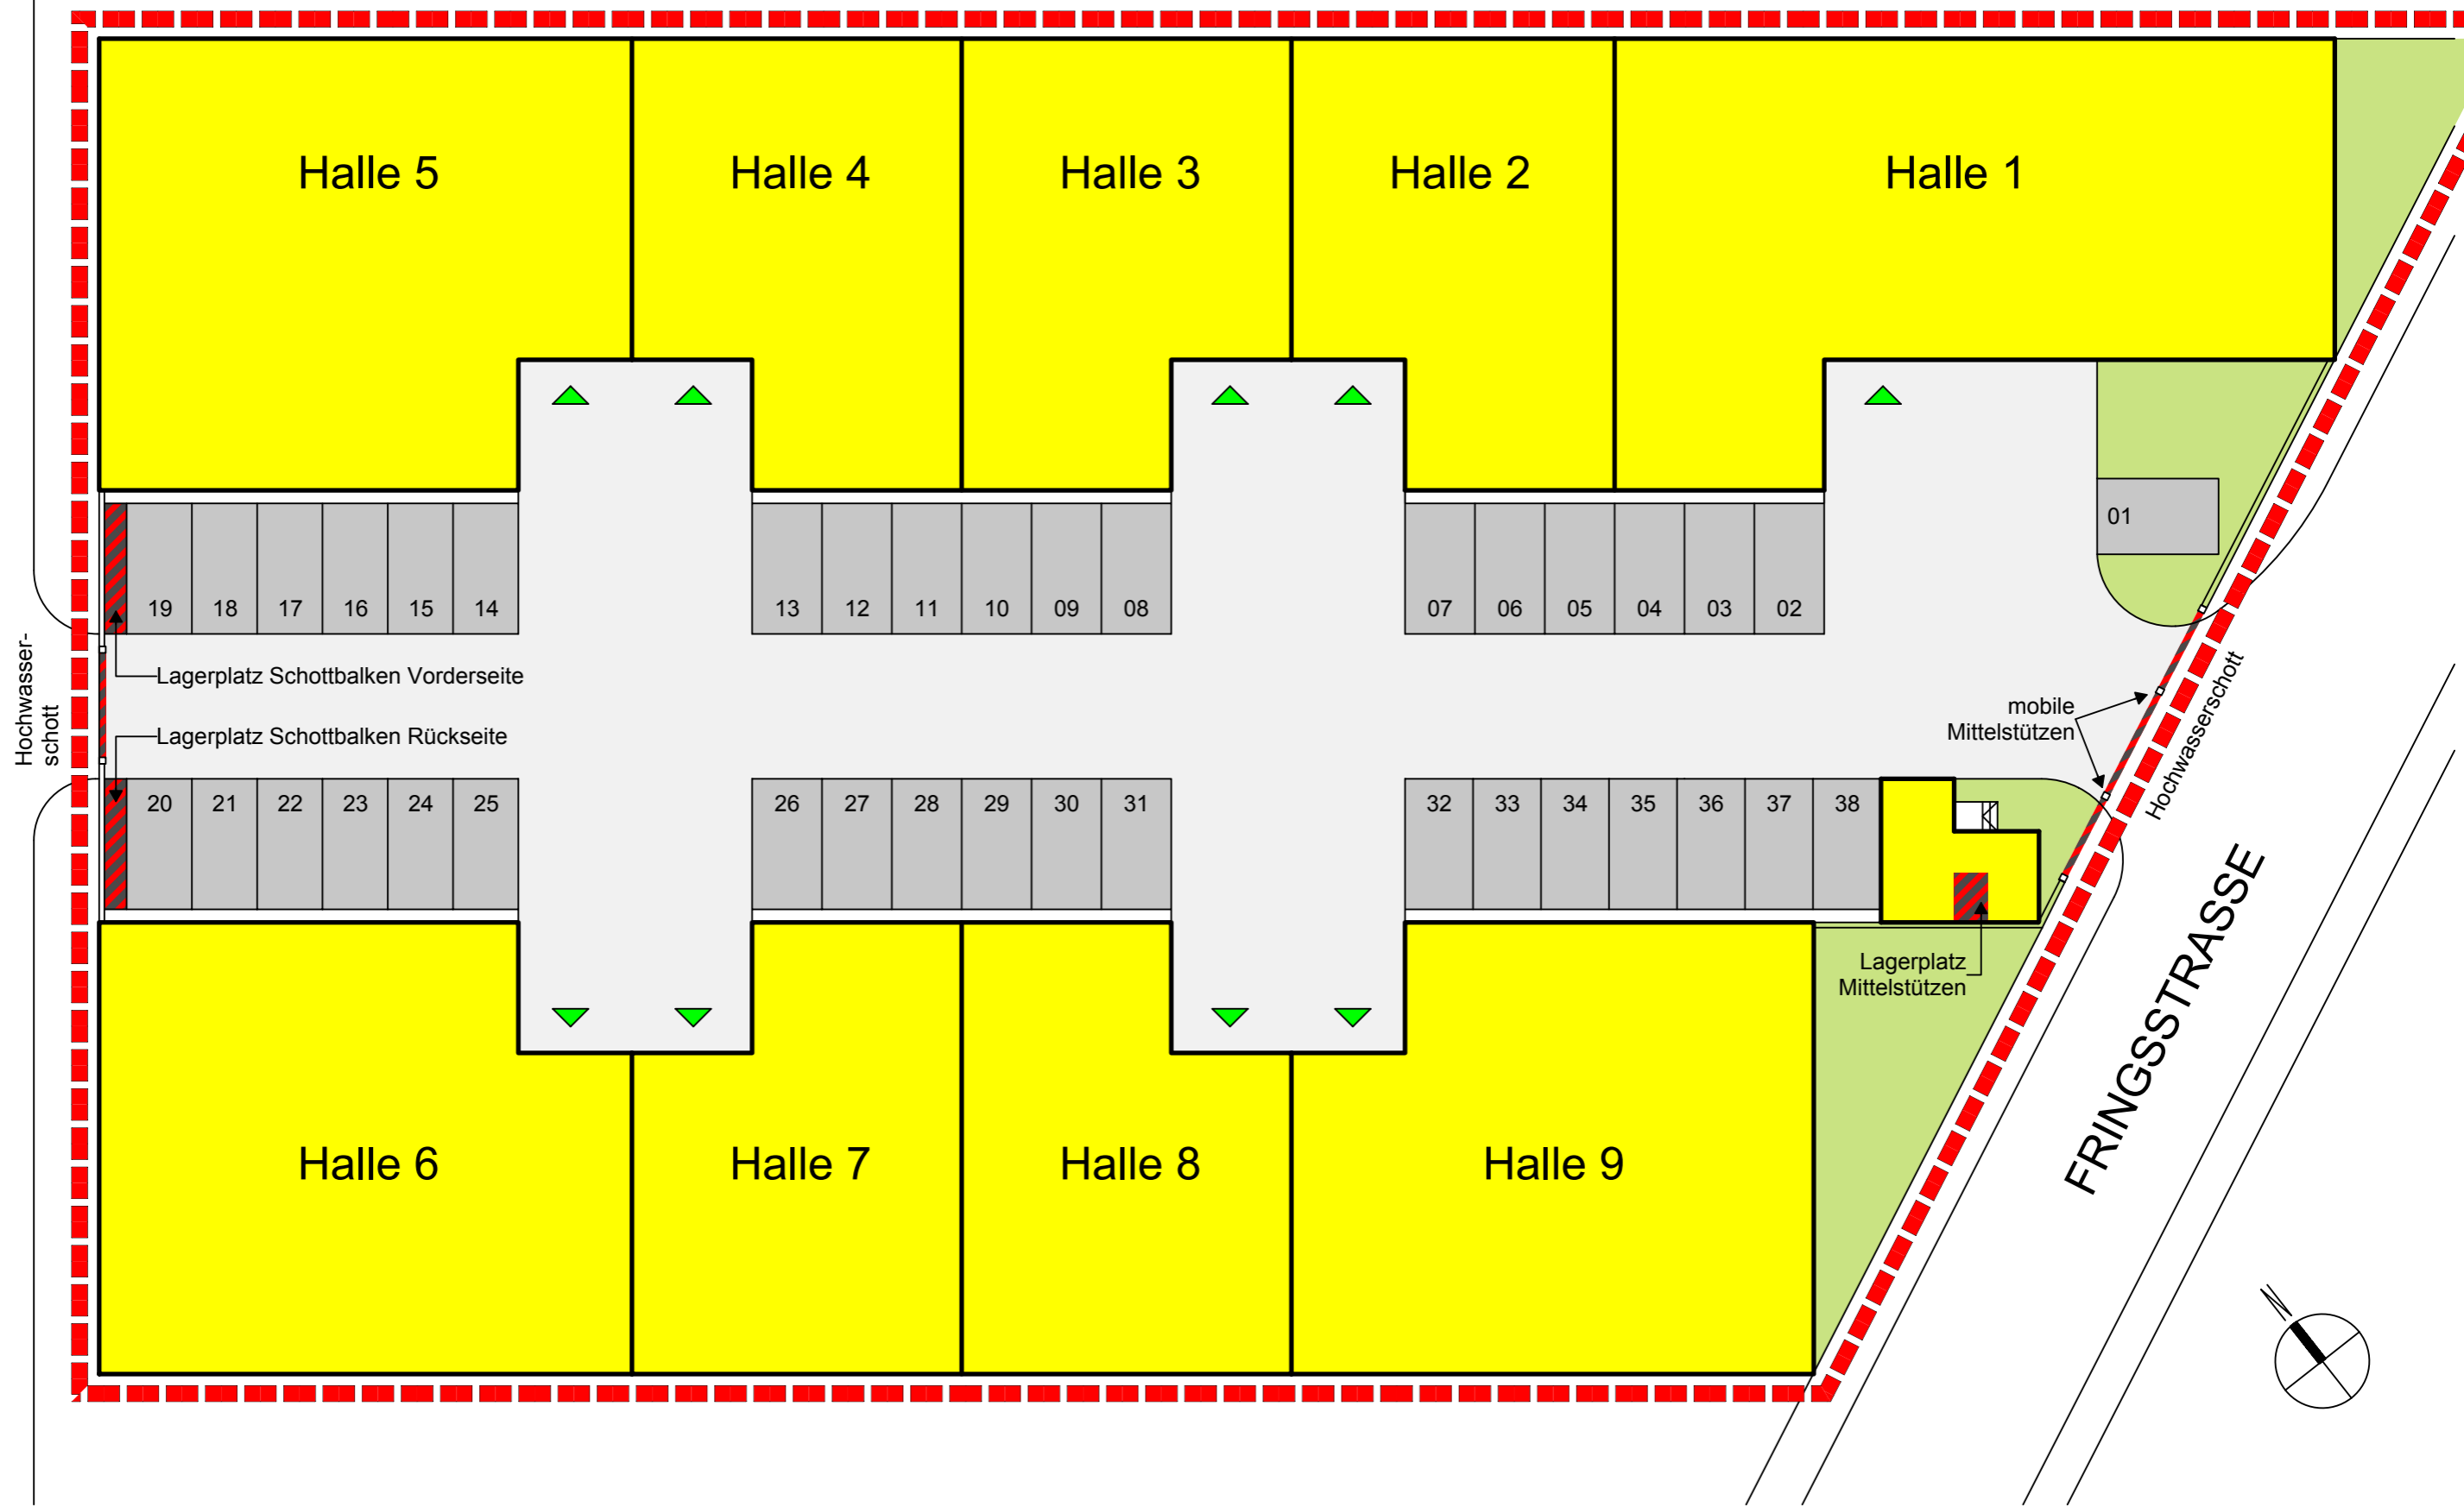 Halle 5
Halle 4
Halle 3
Halle 2
Halle 1
01
19
18
17
16
15
14
13
12
11
10
09
08
07
06
05
04
03
02
Hochwasser-
schott
Lagerplatz Schottbalken Vorderseite
Lagerplatz Schottbalken Rückseite
mobile
Mittelstützen
Hochwasserschott
20
21
22
23
24
25
26
27
28
29
30
31
32
33
34
35
36
37
38
Lagerplatz
Mittelstützen
FRINGSSTRASSE
Halle 6
Halle 7
Halle 8
Halle 9
N